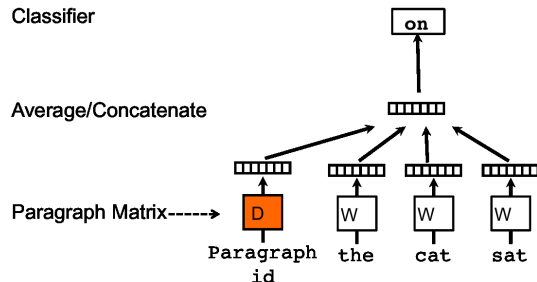 Classifier
on
Average/Concatenate
Paragraph Matrix
D W W W
Paragraph the cat sat
id